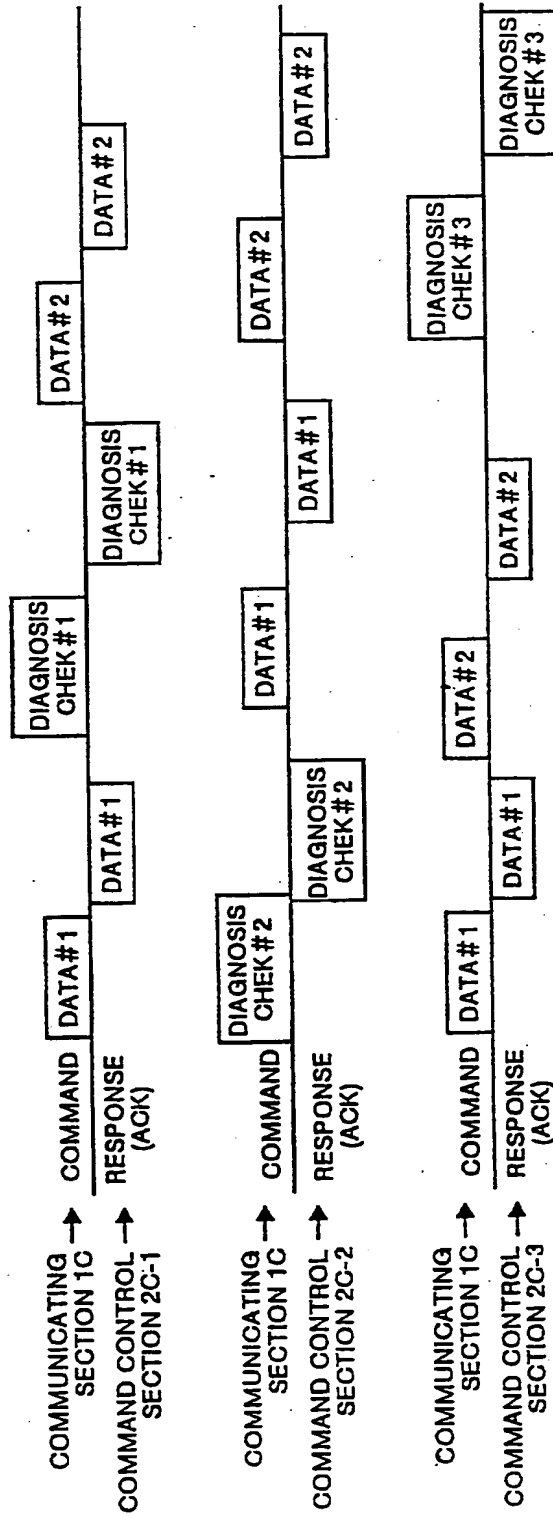 COMMUNICATING
SECTION 1C
COMMAND
DATA#1
DIAGNOSIS
CHEK#1
DATA#2
COMMAND CONTROL
SECTION 2C-1
RESPONSE
(ACK)
DATA#1
DIAGNOSIS
CHEK#1
DATA#2
COMMUNICATING
SECTION 1C
COMMAND
DIAGNOSIS
CHEK#2
DATA#1
DATA#2
COMMAND CONTROL
SECTION 2C-2
RESPONSE
(ACK)
DIAGNOSIS
CHEK#2
DATA#1
DATA#2
COMMUNICATING
SECTION 1C
COMMAND
DATA#1
DATA#2
DIAGNOSIS
CHEK#3
COMMAND CONTROL
SECTION 2C-3
RESPONSE
(ACK)
DATA#1
DATA#2
DIAGNOSIS
CHEK#3